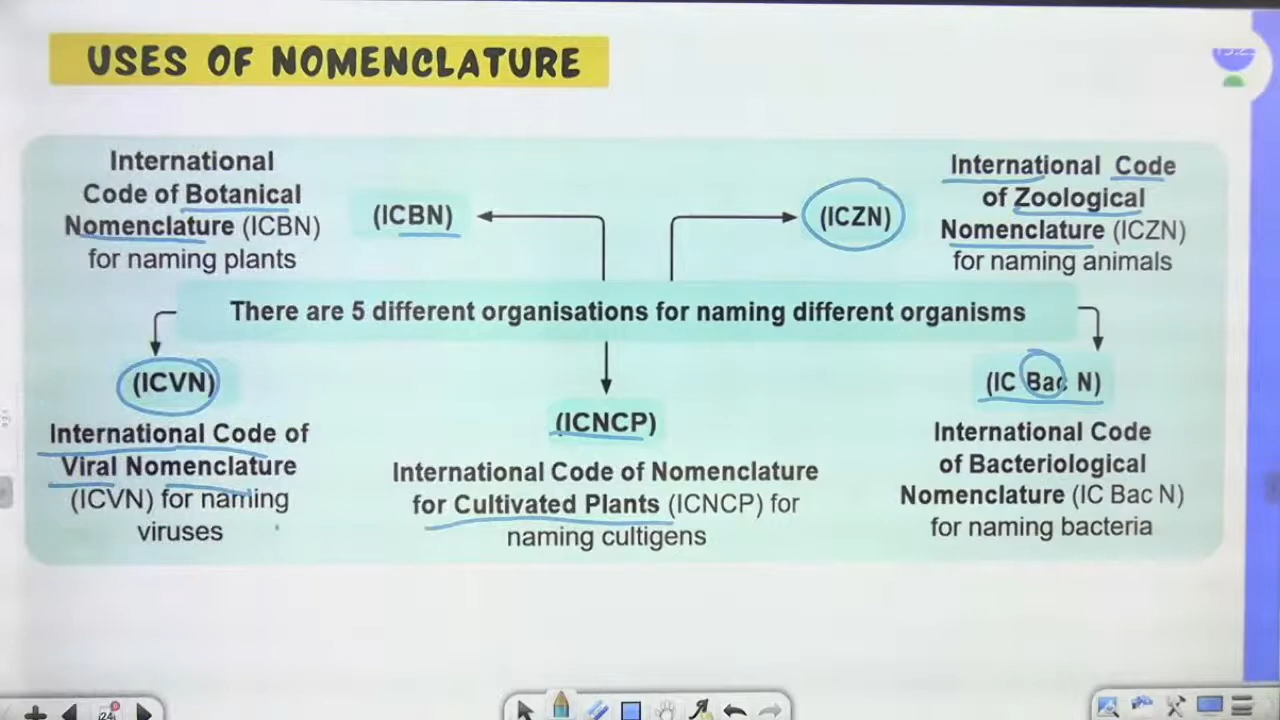 USES OF NOMENCLATURE
International
Code of Botanical
Nomenclature (ICBN)
for naming plants
(ICBN)
(ICZN)
International Code
of Zoological
Nomenclature (ICZN)
for naming animals
There are 5 different organisations for naming different organisms
(ICVN)
International Code of
Viral Nomenclature
(ICVN) for naming
viruses
(ICNCP)
International Code of Nomenclature
for Cultivated Plants (ICNCP) for
naming cultigens
(IC Bac N)
International Code
of Bacteriological
Nomenclature (IC Bac N)
for naming bacteria